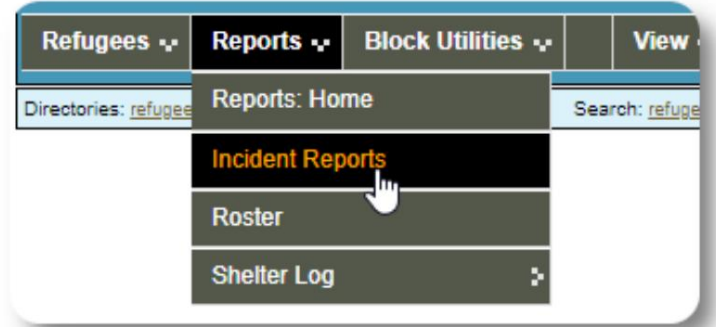 Refugees Reports Block Utilities View
Directories: refugee Search: refuge
Reports: Home
Incident Reports
Roster
Shelter Log